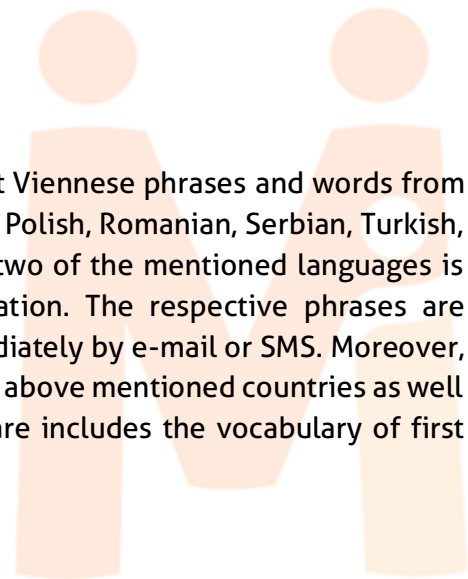 t Viennese phrases and words from
Polish, Romanian, Serbian, Turkish,
two of the mentioned languages is
ation. The respective phrases are
diately by e-mail or SMS. Moreover,
above mentioned countries as well
are includes the vocabulary of first